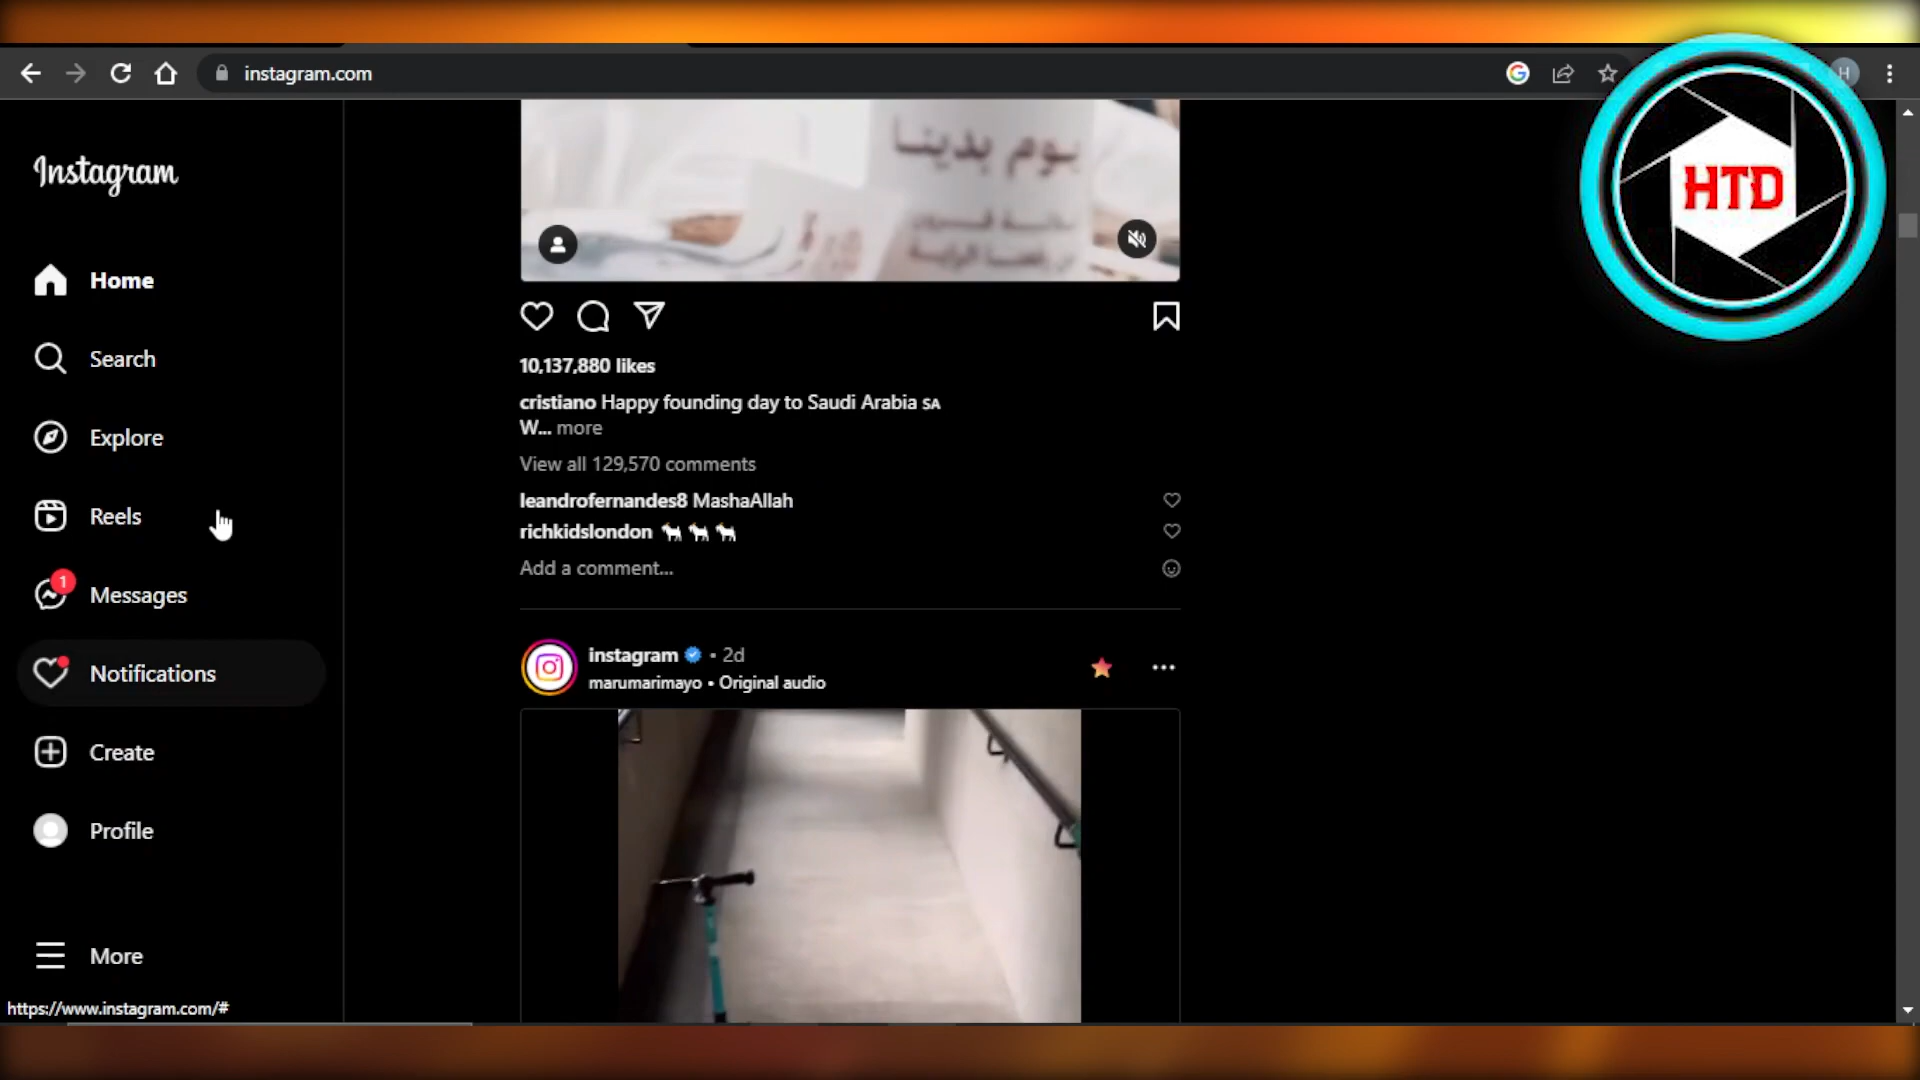 instagram.com
H
HTD
Instagram
Home
Search
Explore
Reels
1
Messages
Notifications
Create
Profile
More
https://www.instagram.com/#
يوم بدينا
10,137,880 likes
cristiano Happy founding day to Saudi Arabia SA
W... more
View all 129,570 comments
leandrofernandes8 MashaAllah
richkidslondon 🐐🐐🐐
Add a comment...
instagram • 2d
marumarimayo • Original audio